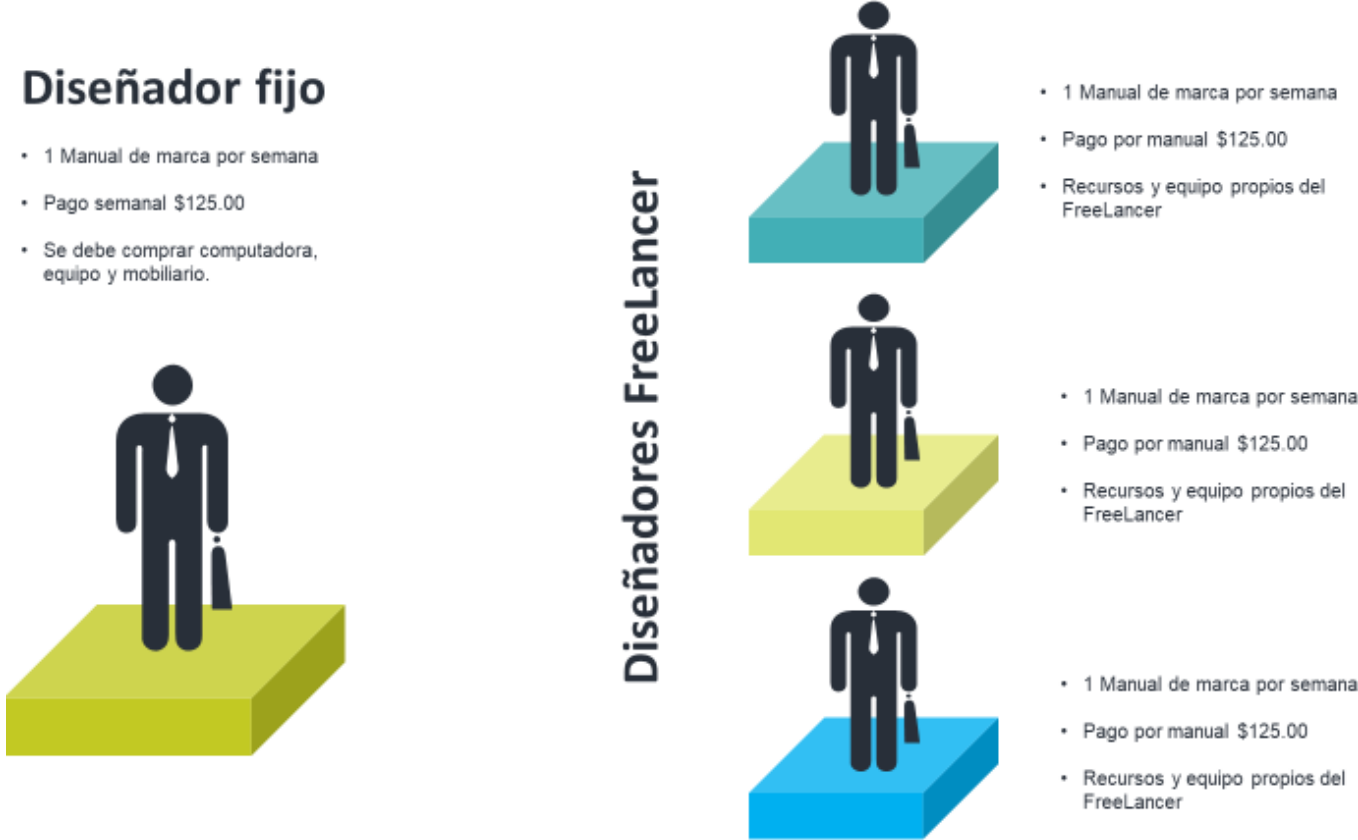 Diseñador fijo
• 1 Manual de marca por semana
• Pago semanal $125.00
• Se debe comprar computadora,
equipo y mobiliario.
Diseñadores FreeLancer
• 1 Manual de marca por semana
• Pago por manual $125.00
• Recursos y equipo propios del
FreeLancer
• 1 Manual de marca por semana
• Pago por manual $125.00
• Recursos y equipo propios del
FreeLancer
• 1 Manual de marca por semana
• Pago por manual $125.00
• Recursos y equipo propios del
FreeLancer